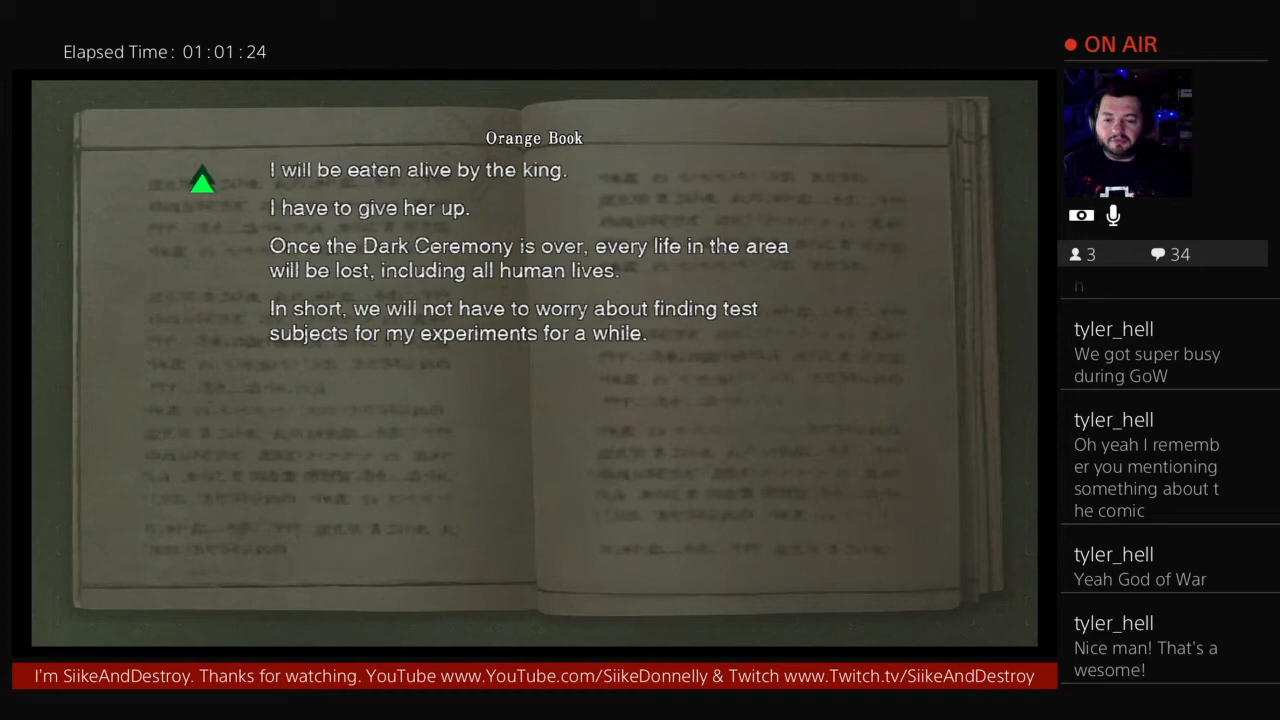 Elapsed Time: 01:01:24
ON AIR
Orange Book
I will be eaten alive by the king.
I have to give her up.
Once the Dark Ceremony is over, every life in the area
will be lost, including all human lives.
In short, we will not have to worry about finding test
subjects for my experiments for a while.
3
34
n
tyler_hell
We got super busy
during GoW
tyler_hell
Oh yeah I rememb
er you mentioning
something about t
he comic
tyler_hell
Yeah God of War
tyler_hell
Nice man! That's a
wesome!
I'm SiikeAndDestroy. Thanks for watching. YouTube www.YouTube.com/SiikeDonnelly & Twitch www.Twitch.tv/SiikeAndDestroy